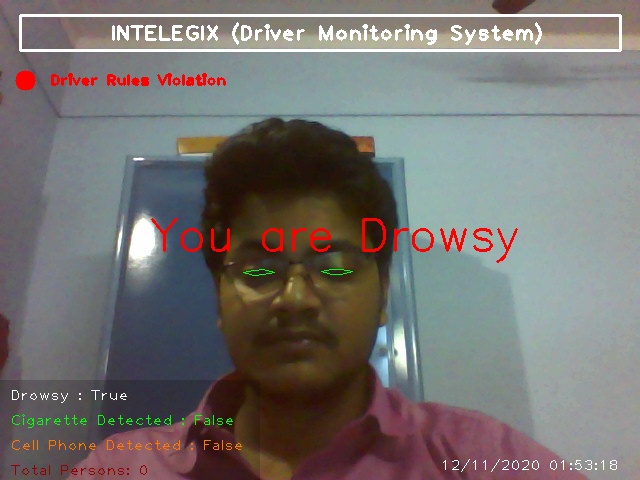 INTELEGIX (Driver Monitoring System)
Driver Rules Violation
You are Drowsy
Drowsy : True
Cigarette Detected : False
Cell Phone Detected : False
Total Persons: 0
12/11/2020 01:53:18